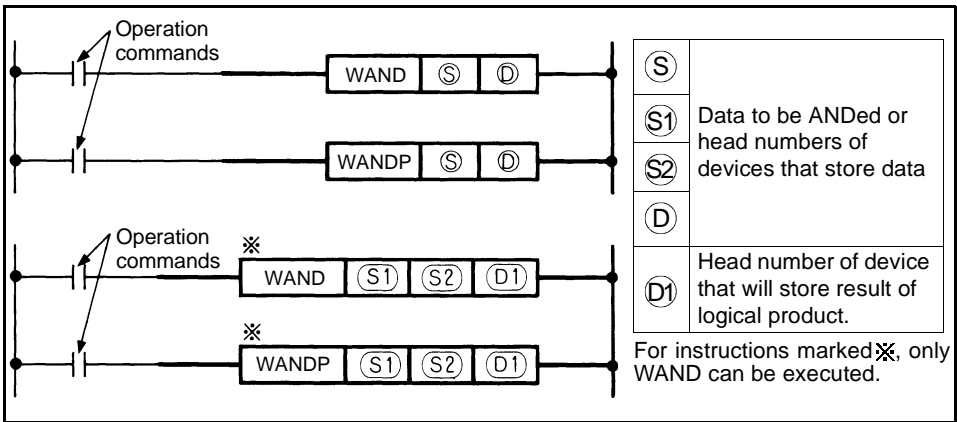 Operation
commands
WAND Ⓢ Ⓓ
WANDP Ⓢ Ⓓ
Operation
commands
※
WAND (S1) (S2) (D1)
※
WANDP (S1) (S2) (D1)
Ⓢ
(S1)
(S2)
Ⓓ
Data to be ANDed or
head numbers of
devices that store data
(D1)
Head number of device
that will store result of
logical product.
For instructions marked※, only
WAND can be executed.